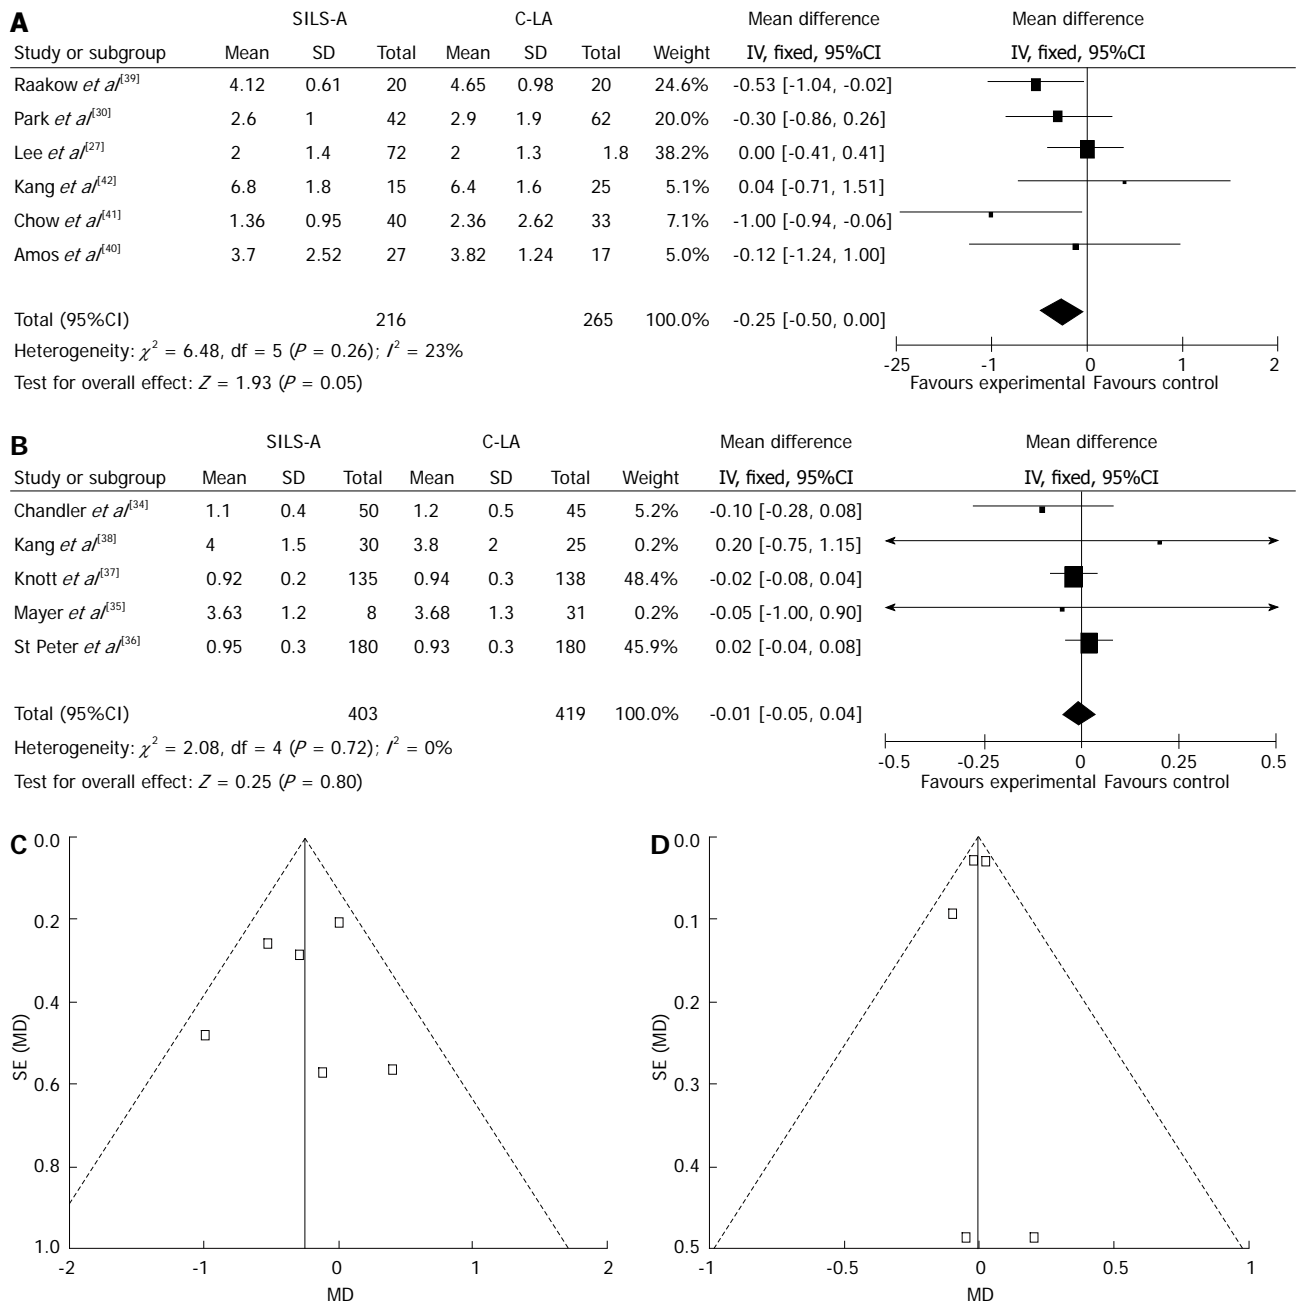 A
SILS-A C-LA Mean difference Mean difference
Study or subgroup Mean SD Total Mean SD Total Weight IV, fixed, 95%CI IV, fixed, 95%CI
Raakow et al[39] 4.12 0.61 20 4.65 0.98 20 24.6% -0.53 [-1.04, -0.02]
Park et al[30] 2.6 1 42 2.9 1.9 62 20.0% -0.30 [-0.86, 0.26]
Lee et al[27] 2 1.4 72 2 1.3 1.8 38.2% 0.00 [-0.41, 0.41]
Kang et al[42] 6.8 1.8 15 6.4 1.6 25 5.1% 0.04 [-0.71, 1.51]
Chow et al[41] 1.36 0.95 40 2.36 2.62 33 7.1% -1.00 [-0.94, -0.06]
Amos et al[40] 3.7 2.52 27 3.82 1.24 17 5.0% -0.12 [-1.24, 1.00]
Total (95%CI) 216 265 100.0% -0.25 [-0.50, 0.00]
Heterogeneity: χ2 = 6.48, df = 5 (P = 0.26); I2 = 23%
Test for overall effect: Z = 1.93 (P = 0.05)
-25 -1 0 1 2
Favours experimental Favours control
B
SILS-A C-LA Mean difference Mean difference
Study or subgroup Mean SD Total Mean SD Total Weight IV, fixed, 95%CI IV, fixed, 95%CI
Chandler et al[34] 1.1 0.4 50 1.2 0.5 45 5.2% -0.10 [-0.28, 0.08]
Kang et al[38] 4 1.5 30 3.8 2 25 0.2% 0.20 [-0.75, 1.15]
Knott et al[37] 0.92 0.2 135 0.94 0.3 138 48.4% -0.02 [-0.08, 0.04]
Mayer et al[35] 3.63 1.2 8 3.68 1.3 31 0.2% -0.05 [-1.00, 0.90]
St Peter et al[36] 0.95 0.3 180 0.93 0.3 180 45.9% 0.02 [-0.04, 0.08]
Total (95%CI) 403 419 100.0% -0.01 [-0.05, 0.04]
Heterogeneity: χ2 = 2.08, df = 4 (P = 0.72); I2 = 0%
Test for overall effect: Z = 0.25 (P = 0.80)
-0.5 -0.25 0 0.25 0.5
Favours experimental Favours control
C
0.0
0.2
0.4
0.6
0.8
1.0
SE (MD)
-2 -1 0 1 2
MD
D
0.0
0.1
0.2
0.3
0.4
0.5
SE (MD)
-1 -0.5 0 0.5 1
MD